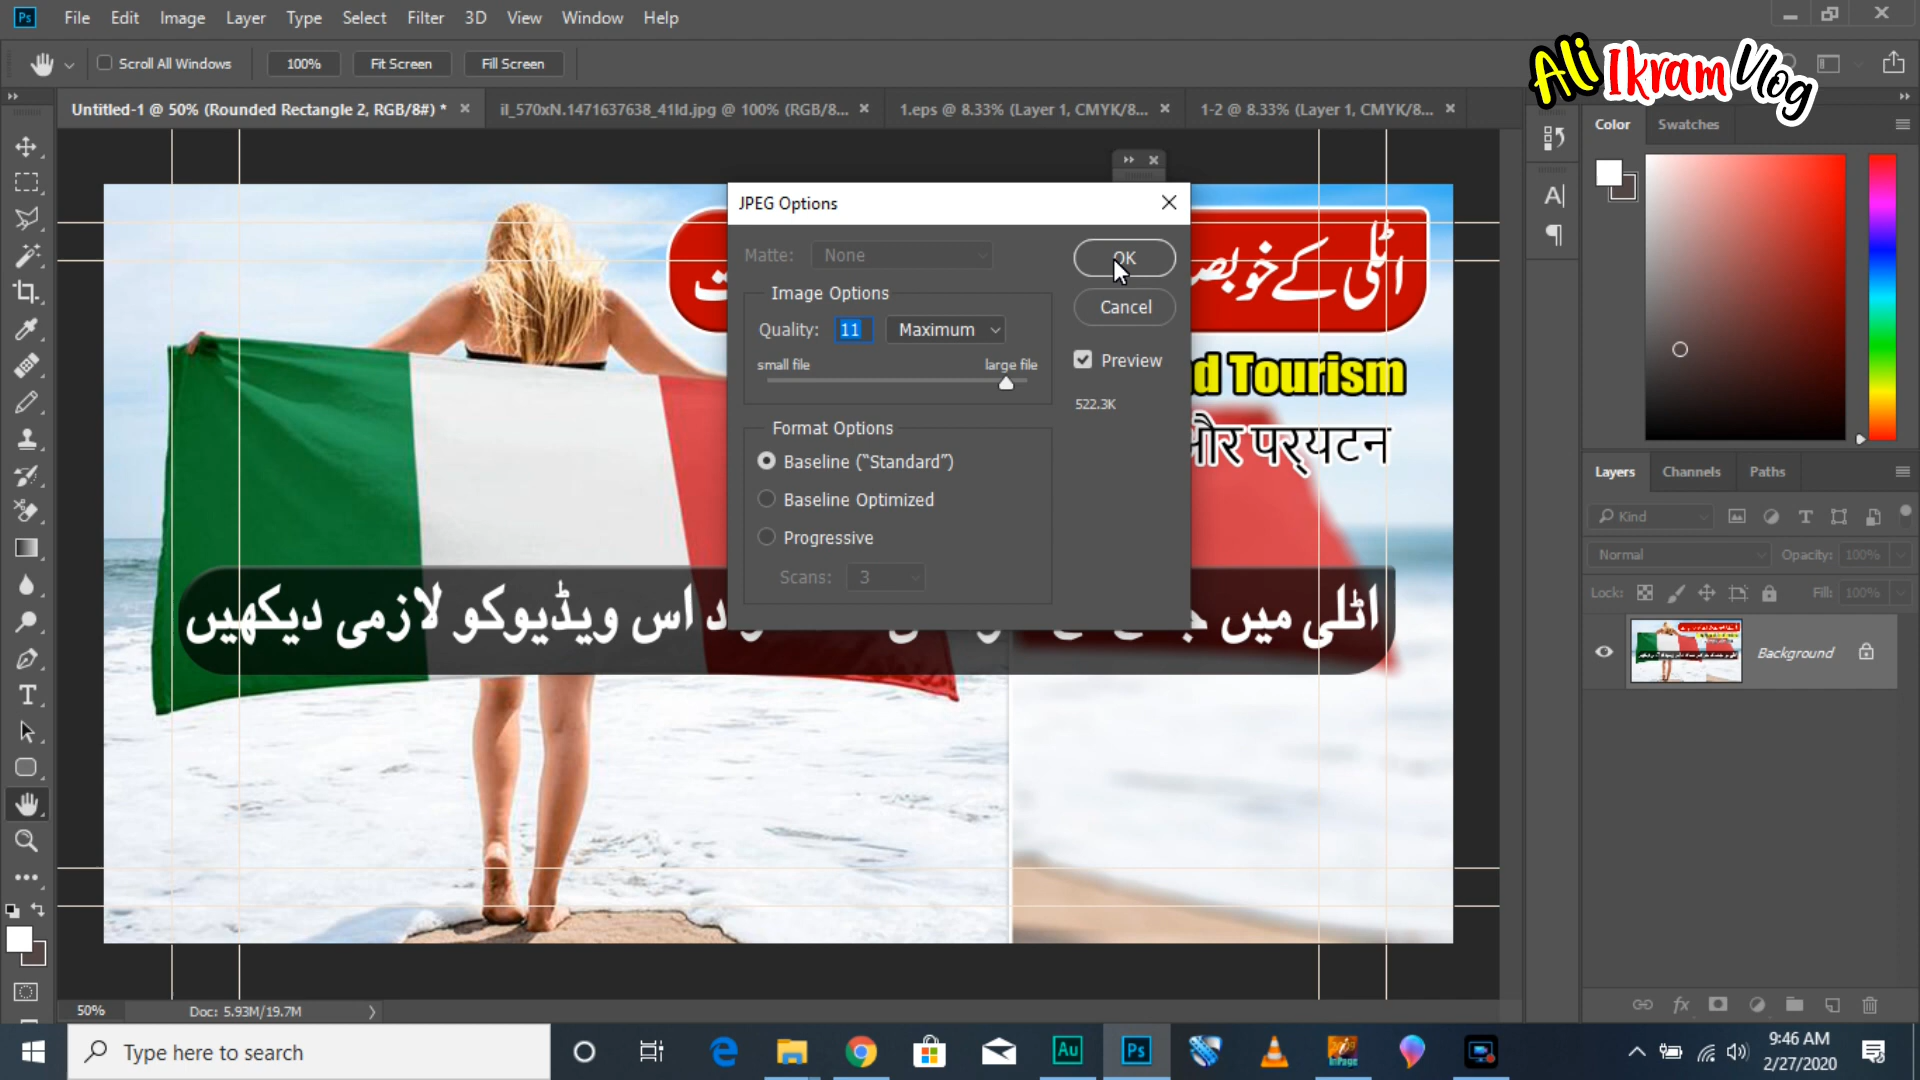 File Edit Image Layer Type Select Filter 3D View Window Help
Scroll All Windows 100% Fit Screen Fill Screen
Ali Ikram Vlog
Untitled-1 @ 50% (Rounded Rectangle 2, RGB/8#) * il_570xN.1471637638_41ld.jpg @ 100% (RGB/8... 1.eps @ 8.33% (Layer 1, CMYK/8... 1-2 @ 8.33% (Layer 1, CMYK/8...
Color Swatches
JPEG Options
Matte: None
OK
Image Options
Cancel
Quality: 11 Maximum
small file large file
Preview
522.3K
Format Options
Baseline (“Standard”)
Baseline Optimized
Progressive
Scans: 3
اٹلی کے
d Tourism
और पर्यटन
اٹلی میں
اس ویڈیوکو لازمی دیکھیں
Layers Channels Paths
Kind
Normal Opacity: 100%
Lock: Fill: 100%
Background
50% Doc: 5.93M/19.7M
Type here to search
Au Ps InPage
9:46 AM
2/27/2020